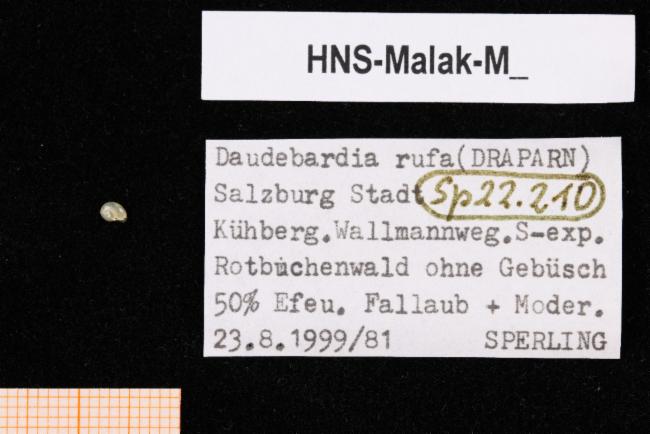 HNS-Malak-M_
Daudebardia rufa(DRAPARN)
Salzburg Stadt Sp22.210
Kühberg.Wallmannweg.S-exp.
Rotbuchenwald ohne Gebüsch
50% Efeu. Fallaub + Moder.
23.8.1999/81 SPERLING